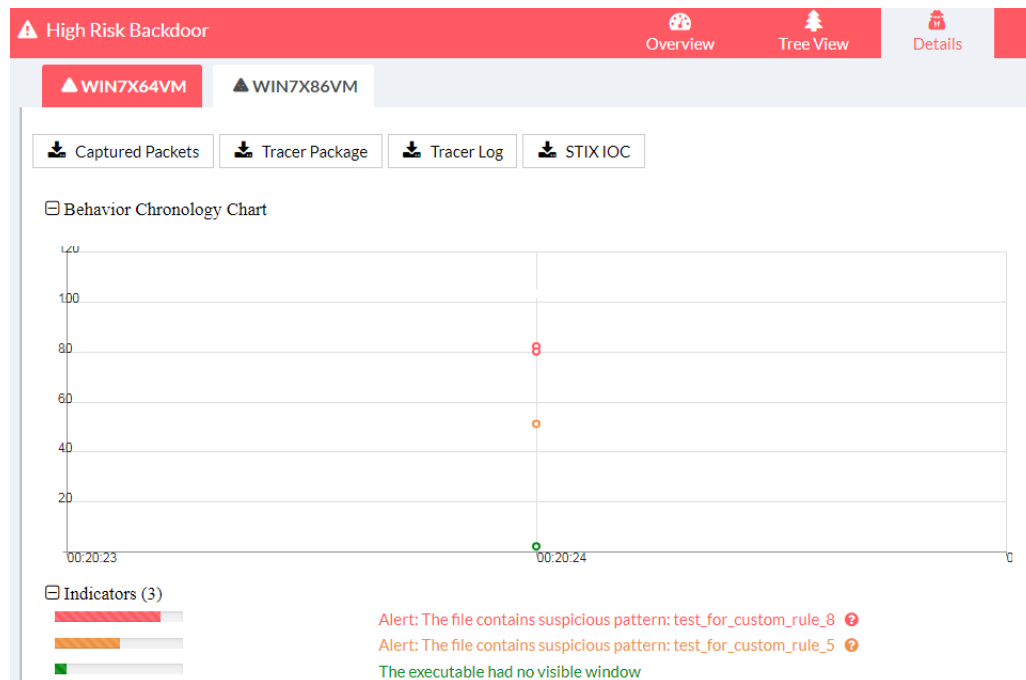 High Risk Backdoor
Overview
Tree View
Details
WIN7X64VM
WIN7X86VM
Captured Packets
Tracer Package
Tracer Log
STIX IOC
Behavior Chronology Chart
120
100
80
60
40
20
00:20:23
00:20:24
Indicators (3)
Alert: The file contains suspicious pattern: test_for_custom_rule_8
Alert: The file contains suspicious pattern: test_for_custom_rule_5
The executable had no visible window